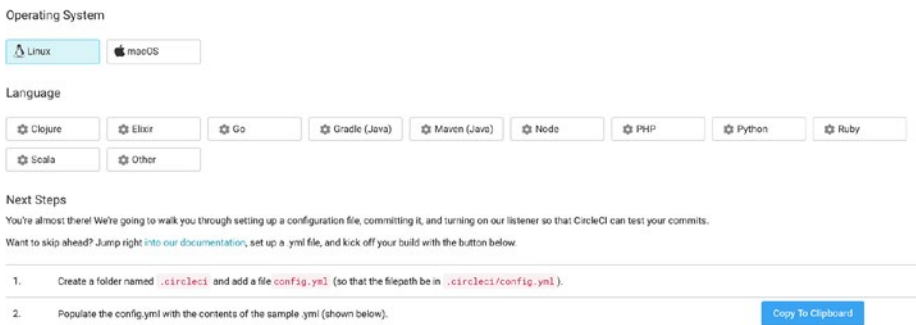 Operating System
Linux macOS
Language
Clojure Elixir Go Gradle (Java) Maven (Java) Node PHP Python Ruby
Scala Other
Next Steps
You're almost there! We're going to walk you through setting up a configuration file, committing it, and turning on our listener so that CircleCI can test your commits.
Want to skip ahead? Jump right into our documentation, set up a .yml file, and kick off your build with the button below.
1. Create a folder named .circleci and add a file config.yml (so that the filepath be in .circleci/config.yml).
2. Populate the config.yml with the contents of the sample .yml (shown below). Copy To Clipboard